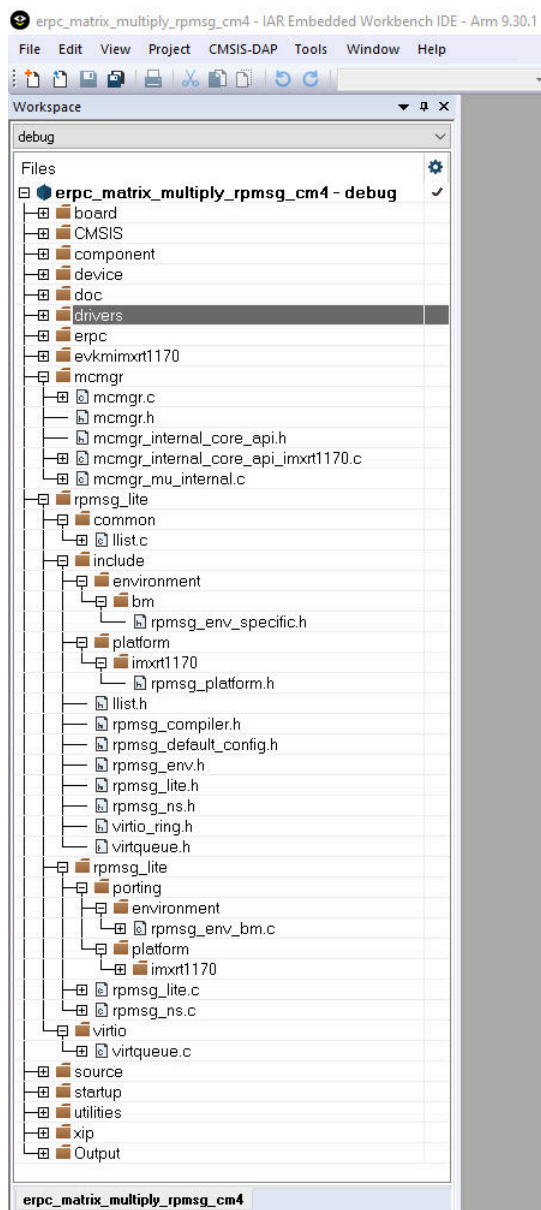 erpc_matrix_multiply_rpmsg_cm4 - IAR Embedded Workbench IDE - Arm 9.30.1
File Edit View Project CMSIS-DAP Tools Window Help
Workspace
debug
Files
erpc_matrix_multiply_rpmsg_cm4 - debug
board
CMSIS
component
device
doc
drivers
erpc
evkmimxrt1170
mcmgr
mcmgr.c
mcmgr.h
mcmgr_internal_core_api.h
mcmgr_internal_core_api_imxrt1170.c
mcmgr_mu_internal.c
rpmsg_lite
common
llist.c
include
environment
bm
rpmsg_env_specific.h
platform
imxrt1170
rpmsg_platform.h
llist.h
rpmsg_compiler.h
rpmsg_default_config.h
rpmsg_env.h
rpmsg_lite.h
rpmsg_ns.h
virtio_ring.h
virtqueue.h
rpmsg_lite
porting
environment
rpmsg_env_bm.c
platform
imxrt1170
rpmsg_lite.c
rpmsg_ns.c
virtio
virtqueue.c
source
startup
utilities
xip
Output
erpc_matrix_multiply_rpmsg_cm4